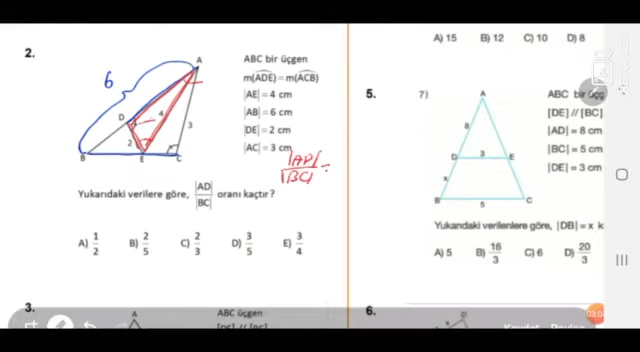 2.
A
6
D
4
3
2
B
E
C
ABC bir üçgen
m(ADE) = m(ACB)
|AE| = 4 cm
|AB| = 6 cm
|DE| = 2 cm
|AC| = 3 cm
Yukarıdaki verilere göre, |AD| / |BC| oranı kaçtır?
A) 1/2 B) 2/5 C) 2/3 D) 3/5 E) 3/4
3.
A
ABC üçgen
A) 15 B) 12 C) 10 D) 8
5.
7)
A
8
D
3
E
x
B
5
C
ABC bir üçg
[DE] // [BC]
|AD| = 8 cm
|BC| = 5 cm
|DE| = 3 cm
Yukarıdaki verilenlere göre, |DB| = x k
A) 5 B) 16/3 C) 6 D) 20/3
6.
D